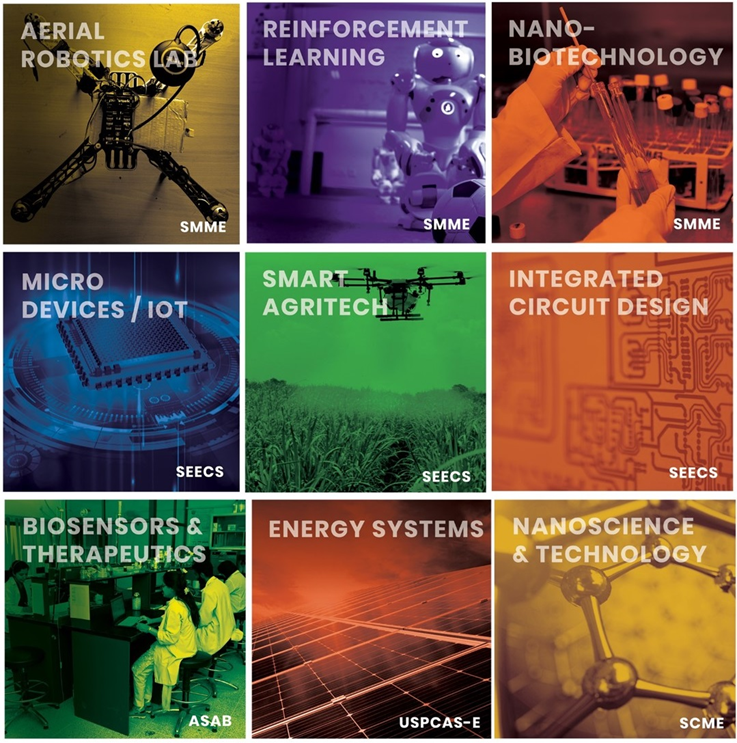 AERIAL
ROBOTICS LAB
SMME
REINFORCEMENT
LEARNING
SMME
NANO-
BIOTECHNOLOGY
SMME
MICRO
DEVICES / IOT
SEECS
SMART
AGRITECH
SEECS
INTEGRATED
CIRCUIT DESIGN
SEECS
BIOSENSORS &
THERAPEUTICS
ASAB
ENERGY SYSTEMS
USPCAS-E
NANOSCIENCE
& TECHNOLOGY
SCME